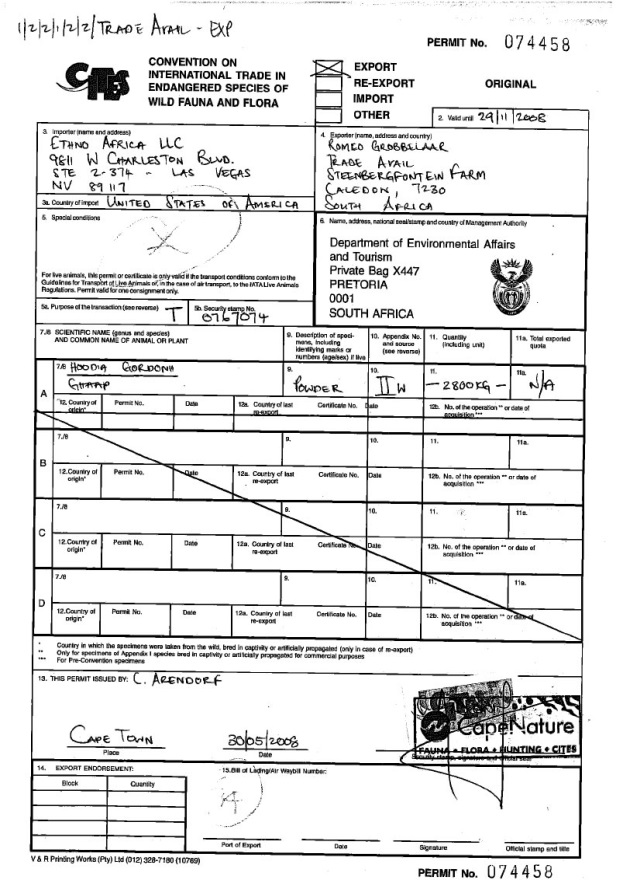 1/2/2/1/2/2/ TRADE AVAIL - EXP
PERMIT No. 074458
CITES
CONVENTION ON
INTERNATIONAL TRADE IN
ENDANGERED SPECIES OF
WILD FAUNA AND FLORA
EXPORT
RE-EXPORT
IMPORT
OTHER
ORIGINAL
2. Valid until 29/11/2008
3. Importer (name and address)
ETHNO AFRICA LLC
9811 W CHARLESTON BLVD.
STE 2-374 - LAS VEGAS
NV 89117
3a. Country of import UNITED STATES OF AMERICA
4. Exporter (name, address and country)
ROMEO GROBBELAAR
TRADE AVAIL
STEENBERGFONTEIN FARM
CALEDON, 7230
SOUTH AFRICA
5. Special conditions
For live animals, this permit or certificate is only valid if the transport conditions conform to the
Guidelines for Transport of Live Animals or, in the case of air transport, to the IATA Live Animals
Regulations. Permit valid for one consignment only.
6. Name, address, national seal/stamp and country of Management Authority
Department of Environmental Affairs
and Tourism
Private Bag X447
PRETORIA
0001
SOUTH AFRICA
5a. Purpose of the transaction (see reverse) T
5b. Security stamp No.
0767074
7./8 SCIENTIFIC NAME (genus and species)
AND COMMON NAME OF ANIMAL OR PLANT
9. Description of speci-
mens, including
identifying marks or
numbers (age/sex) if live
10. Appendix No.
and source
(see reverse)
11. Quantity
(including unit)
11a. Total exported
quota
A
7./8 HOODIA GORDONII
GHAAP
9.
POWDER
10.
II W
11.
- 2800KG -
11a.
N/A
12. Country of
origin*
Permit No.
Date
12a. Country of last
re-export
Certificate No.
Date
12b. No. of the operation ** or date of
acquisition ***
B
7./8
9.
10.
11.
11a.
12. Country of
origin*
Permit No.
Date
12a. Country of last
re-export
Certificate No.
Date
12b. No. of the operation ** or date of
acquisition ***
C
7./8
9.
10.
11.
11a.
12. Country of
origin*
Permit No.
Date
12a. Country of last
re-export
Certificate No.
Date
12b. No. of the operation ** or date of
acquisition ***
D
7./8
9.
10.
11.
11a.
12. Country of
origin*
Permit No.
Date
12a. Country of last
re-export
Certificate No.
Date
12b. No. of the operation ** or date of
acquisition ***
* Country in which the specimens were taken from the wild, bred in captivity or artificially propagated (only in case of re-export)
** Only for specimens of Appendix I species bred in captivity or artificially propagated for commercial purposes
*** For Pre-Convention specimens
13. THIS PERMIT ISSUED BY: C. ARENDORF
CAPE TOWN
Place
30/05/2008
Date
CapeNature
FAUNA • FLORA • HUNTING • CITES
Security stamp, signature and official seal
14. EXPORT ENDORSEMENT:
Block
Quantity
15. Bill of Lading/Air Waybill Number:
Port of Export
Date
Signature
Official stamp and title
V & R Printing Works (Pty) Ltd (012) 328-7180 (10769)
PERMIT No. 074458